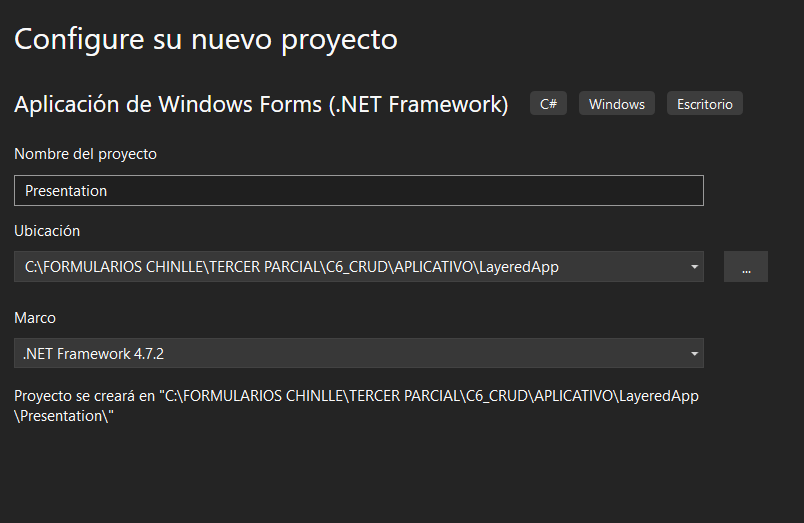 Configure su nuevo proyecto
Aplicación de Windows Forms (.NET Framework) C# Windows Escritorio
Nombre del proyecto
Presentation
Ubicación
C:\FORMULARIOS CHINLLE\TERCER PARCIAL\C6_CRUD\APLICATIVO\LayeredApp
...
Marco
.NET Framework 4.7.2
Proyecto se creará en "C:\FORMULARIOS CHINLLE\TERCER PARCIAL\C6_CRUD\APLICATIVO\LayeredApp
\Presentation\"